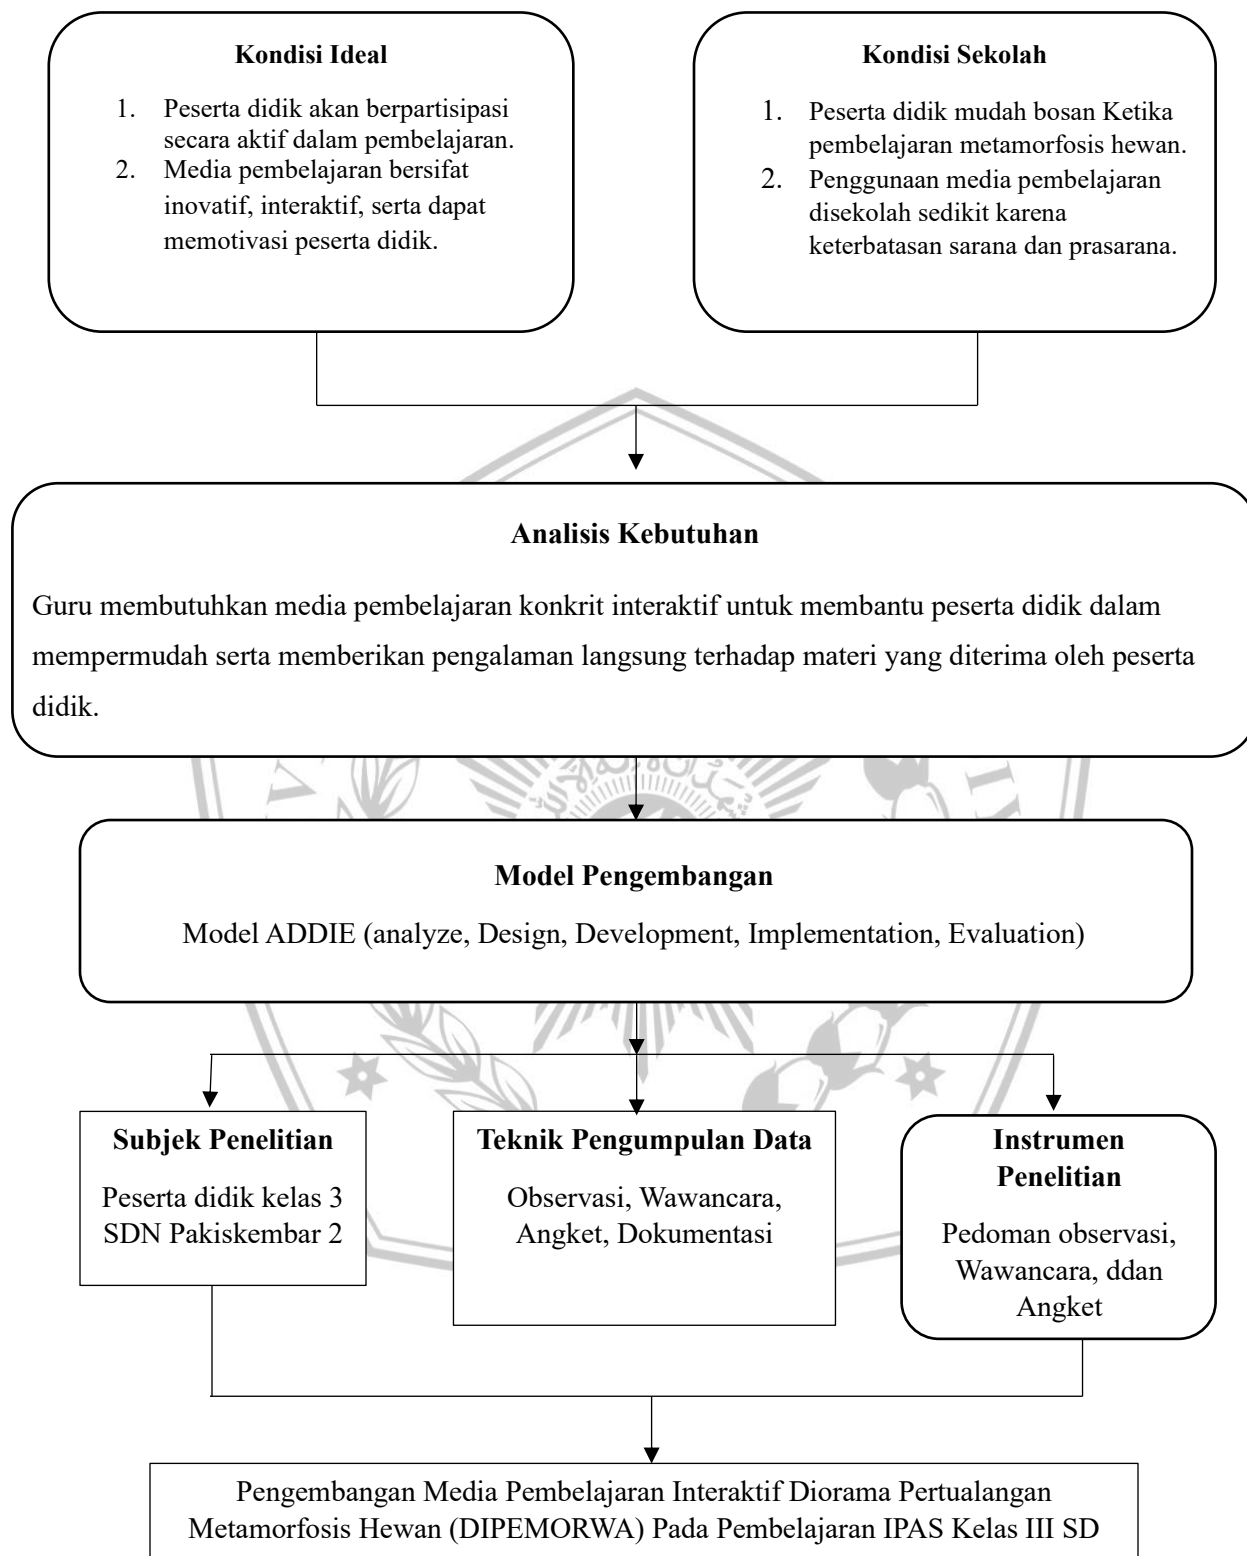 Kondisi Ideal
1. Peserta didik akan berpartisipasi
secara aktif dalam pembelajaran.
2. Media pembelajaran bersifat
inovatif, interaktif, serta dapat
memotivasi peserta didik.
Kondisi Sekolah
1. Peserta didik mudah bosan Ketika
pembelajaran metamorfosis hewan.
2. Penggunaan media pembelajaran
disekolah sedikit karena
keterbatasan sarana dan prasarana.
Analisis Kebutuhan
Guru membutuhkan media pembelajaran konkrit interaktif untuk membantu peserta didik dalam
mempermudah serta memberikan pengalaman langsung terhadap materi yang diterima oleh peserta
didik.
Model Pengembangan
Model ADDIE (analyze, Design, Development, Implementation, Evaluation)
Subjek Penelitian
Peserta didik kelas 3
SDN Pakiskembar 2
Teknik Pengumpulan Data
Observasi, Wawancara,
Angket, Dokumentasi
Instrumen
Penelitian
Pedoman observasi,
Wawancara, ddan
Angket
Pengembangan Media Pembelajaran Interaktif Diorama Pertualangan
Metamorfosis Hewan (DIPEMORWA) Pada Pembelajaran IPAS Kelas III SD